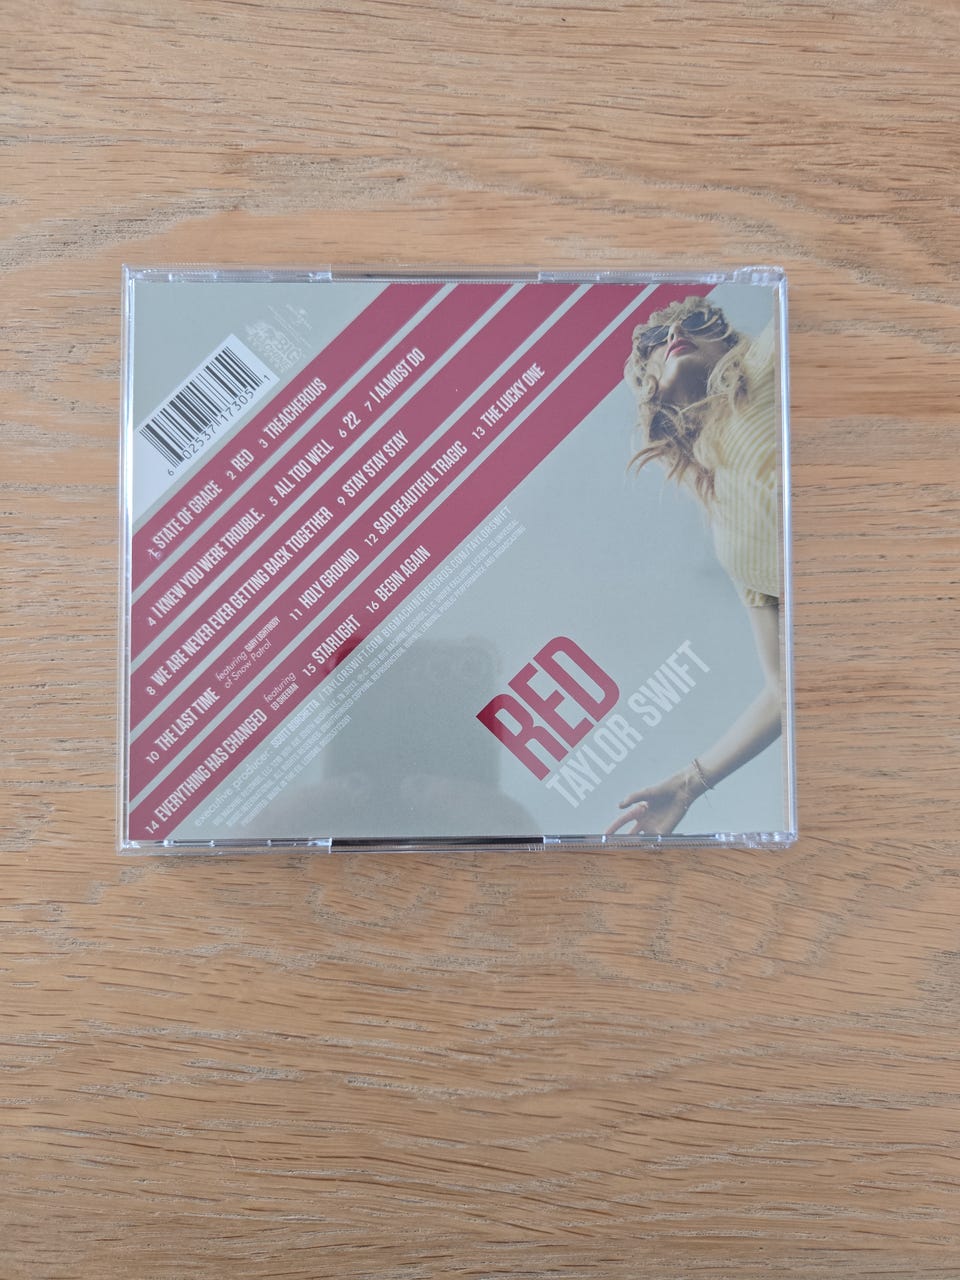 6 02537 17305 1
1 STATE OF GRACE 2 RED 3 TREACHEROUS
4 I KNEW YOU WERE TROUBLE. 5 ALL TOO WELL 6 22 7 I ALMOST DO
8 WE ARE NEVER EVER GETTING BACK TOGETHER 9 STAY STAY STAY
10 THE LAST TIME featuring GARY LIGHTBODY of Snow Patrol 11 HOLY GROUND 12 SAD BEAUTIFUL TRAGIC 13 THE LUCKY ONE
14 EVERYTHING HAS CHANGED featuring ED SHEERAN 15 STARLIGHT 16 BEGIN AGAIN
executive producer SCOTT BORCHETTA / TAYLORSWIFT.COM BIGMACHINERECORDS.COM/TAYLORSWIFT
RED
TAYLOR SWIFT